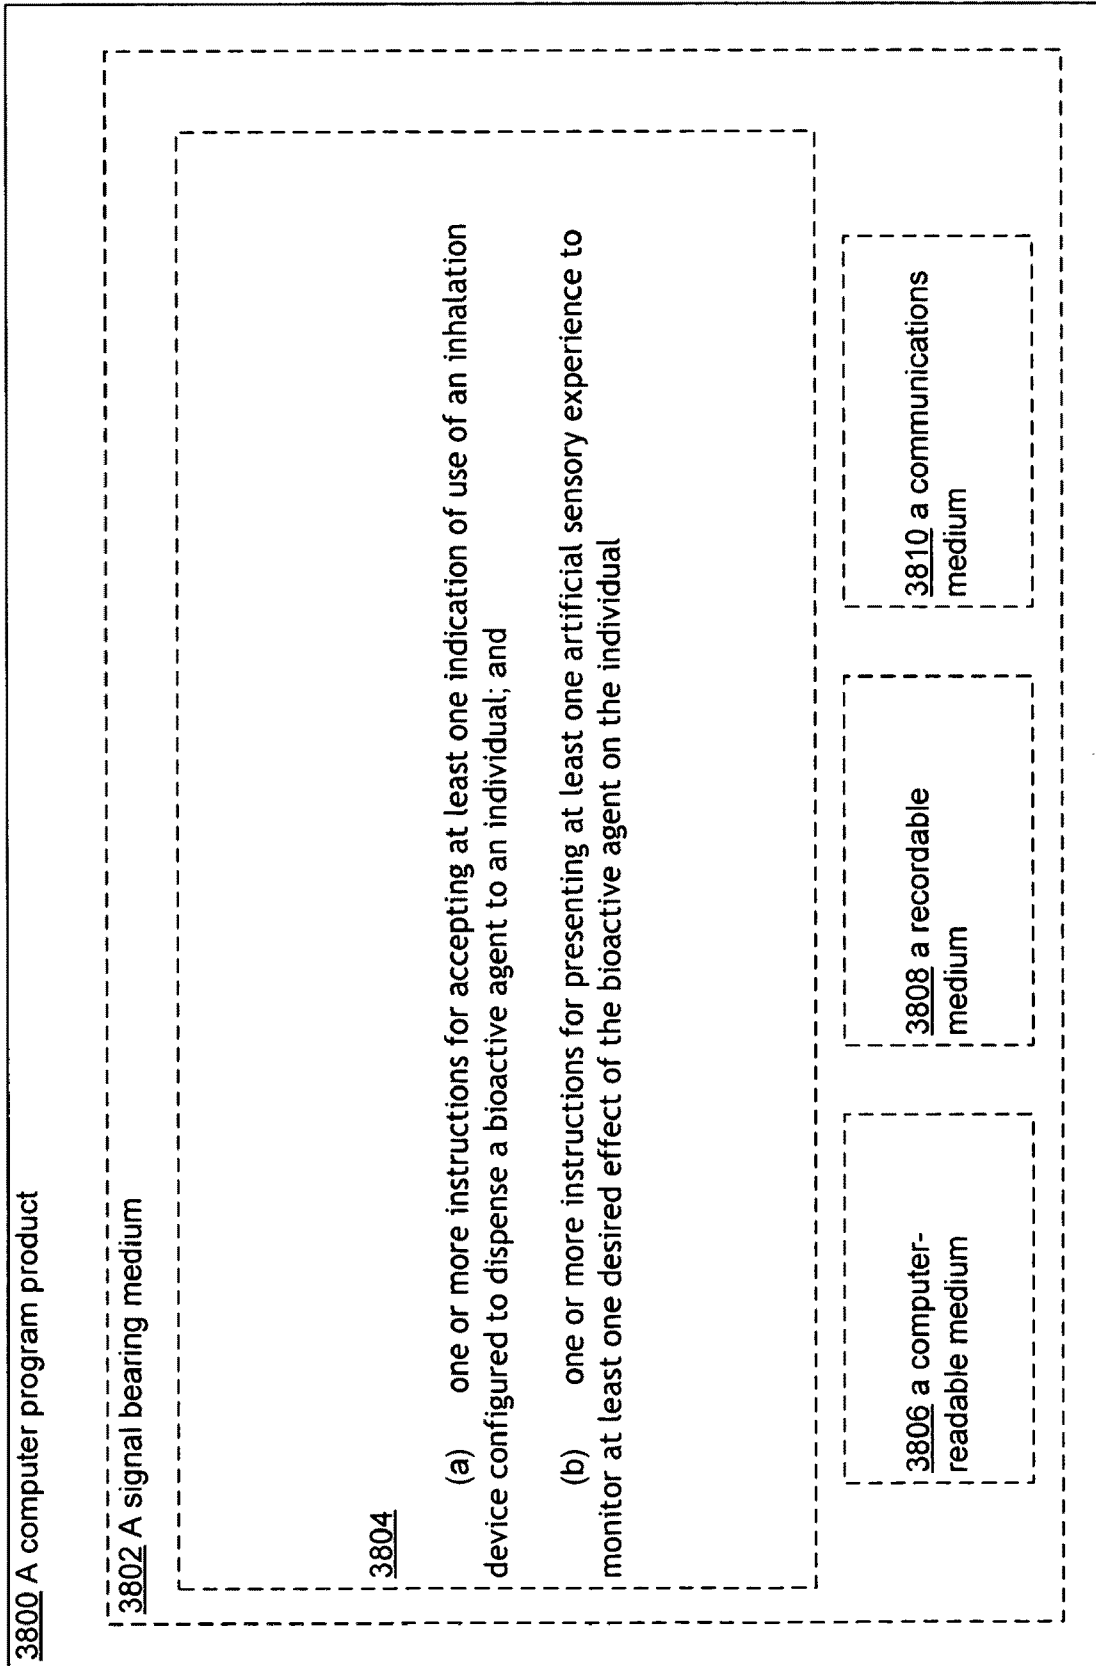 3800 A computer program product
3802 A signal bearing medium
3804
(a) one or more instructions for accepting at least one indication of use of an inhalation
device configured to dispense a bioactive agent to an individual; and
(b) one or more instructions for presenting at least one artificial sensory experience to
monitor at least one desired effect of the bioactive agent on the individual
3806 a computer-
readable medium
3808 a recordable
medium
3810 a communications
medium